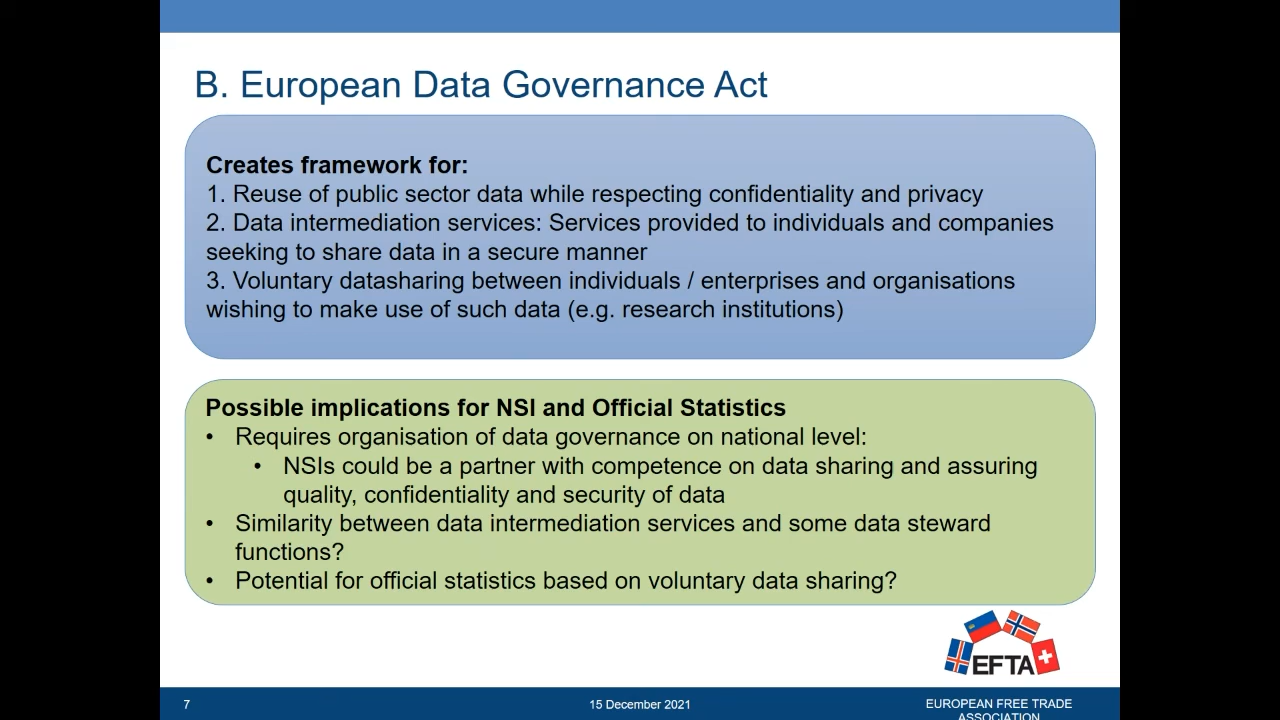 B. European Data Governance Act
Creates framework for:
1. Reuse of public sector data while respecting confidentiality and privacy
2. Data intermediation services: Services provided to individuals and companies
seeking to share data in a secure manner
3. Voluntary datasharing between individuals / enterprises and organisations
wishing to make use of such data (e.g. research institutions)
Possible implications for NSI and Official Statistics
• Requires organisation of data governance on national level:
• NSIs could be a partner with competence on data sharing and assuring
quality, confidentiality and security of data
• Similarity between data intermediation services and some data steward
functions?
• Potential for official statistics based on voluntary data sharing?
EFTA
7
15 December 2021
EUROPEAN FREE TRADE
ASSOCIATION